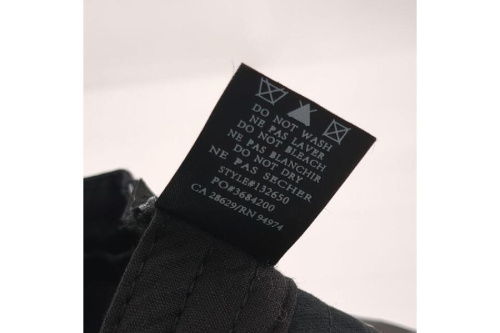 DO NOT WASH
NE PAS LAVER
DO NOT BLEACH
NE PAS BLANCHIR
DO NOT DRY
NE PAS SECHER
STYLE#132650
PO#3684200
CA 28629/RN 94974